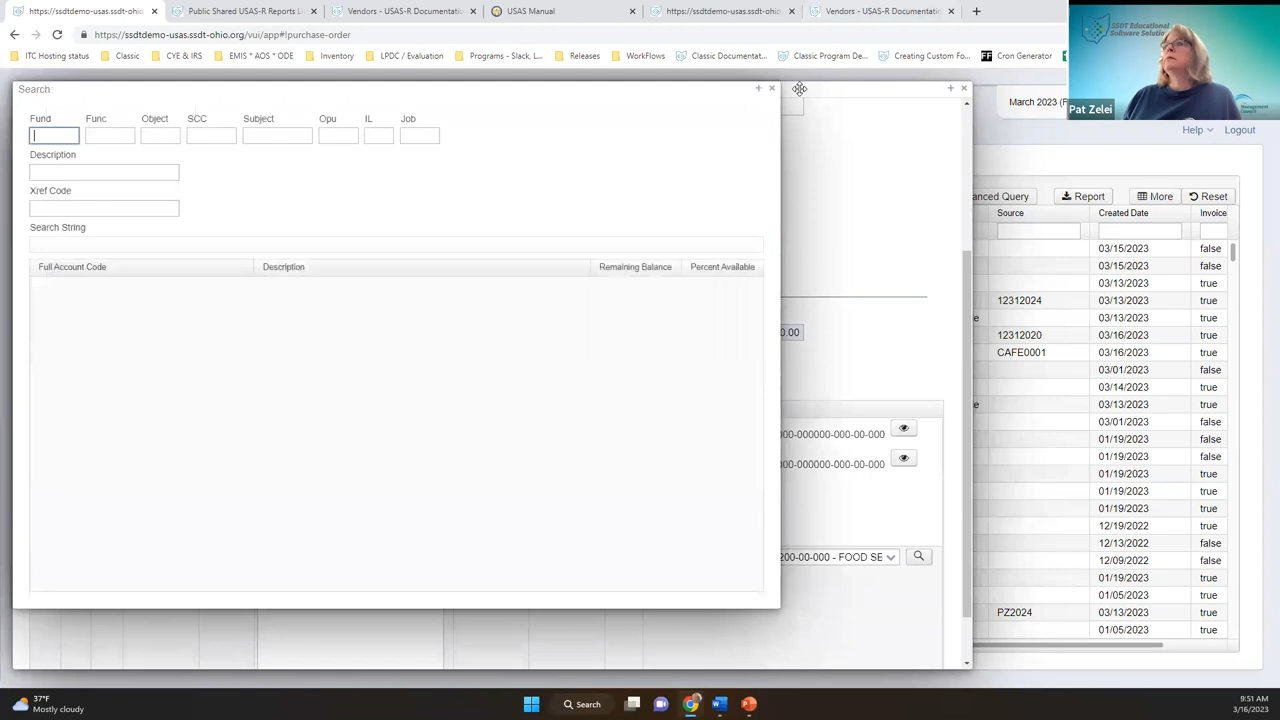 https://ssdtdemo-usas.ssdt-ohio
Public Shared USAS-R Reports Li
Vendors - USAS-R Documentation
USAS Manual
https://ssdtdemo-usas.ssdt-ohio
Vendors - USAS-R Documentation
https://ssdtdemo-usas.ssdt-ohio.org/vui/app#!purchase-order
ITC Hosting status
Classic
CYE & IRS
EMIS * AOS * ODE
Inventory
LPDC / Evaluation
Programs - Slack, L...
Releases
WorkFlows
Classic Documentat...
Classic Program De...
Creating Custom Fo...
Cron Generator
SSDT Educational
Software Solutions
Management
Council
Pat Zelei
March 2023 (F
Help
Logout
Search
Fund
Func
Object
SCC
Subject
Opu
IL
Job
Description
Xref Code
Search String
Full Account Code
Description
Remaining Balance
Percent Available
0.00
00-000000-000-00-000
00-000000-000-00-000
200-00-000 - FOOD SE
anced Query
Report
More
Reset
Source
Created Date
Invoice
03/15/2023 false
03/15/2023 false
03/13/2023 true
12312024 03/13/2023 true
e 03/13/2023 true
12312020 03/16/2023 true
CAFE0001 03/16/2023 true
03/01/2023 false
03/14/2023 true
e 03/13/2023 true
03/01/2023 false
01/19/2023 false
01/19/2023 false
01/19/2023 true
01/19/2023 true
01/19/2023 true
12/19/2022 true
12/13/2022 false
12/09/2022 false
01/19/2023 true
01/05/2023 true
PZ2024 03/13/2023 true
01/05/2023 true
37°F
Mostly cloudy
Search
9:51 AM
3/16/2023